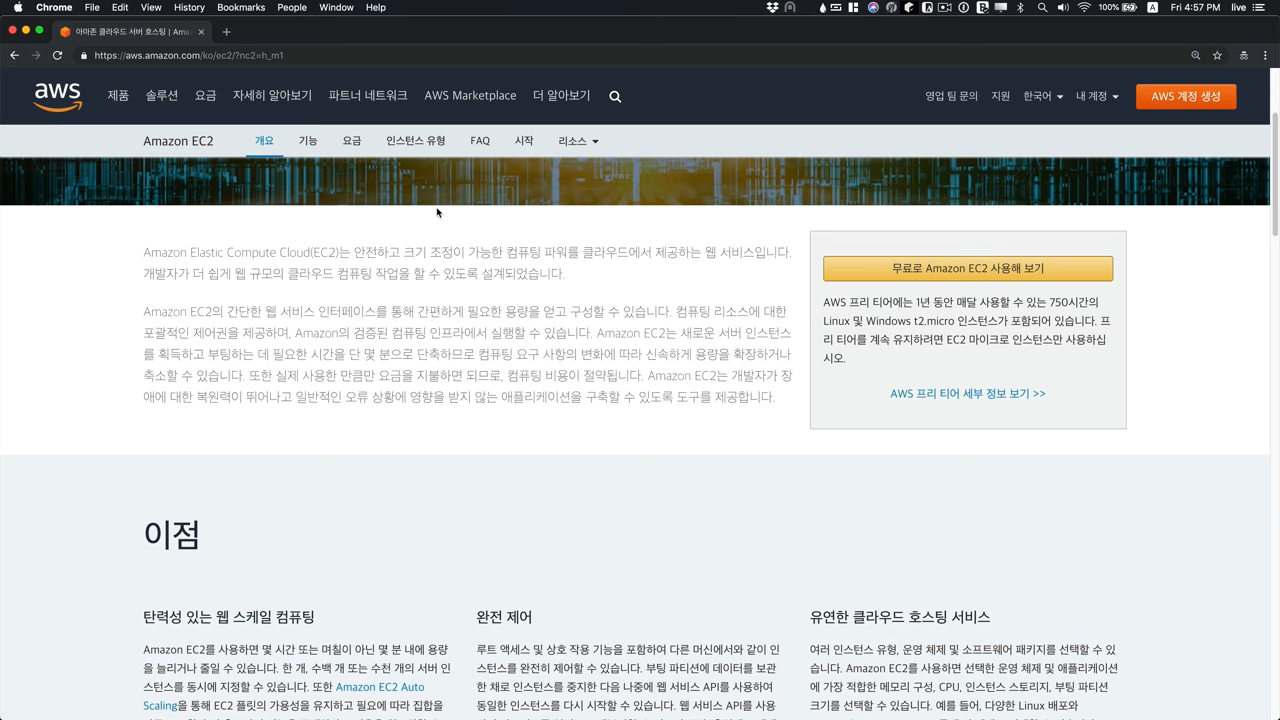 Chrome File Edit View History Bookmarks People Window Help 100% A Fri 4:57 PM live
아마존 클라우드 서버 호스팅 | Ama
https://aws.amazon.com/ko/ec2/?nc2=h_m1
aws 제품 솔루션 요금 자세히 알아보기 파트너 네트워크 AWS Marketplace 더 알아보기 영업 팀 문의 지원 한국어 내 계정 AWS 계정 생성
Amazon EC2 개요 기능 요금 인스턴스 유형 FAQ 시작 리소스
Amazon Elastic Compute Cloud(EC2)는 안전하고 크기 조정이 가능한 컴퓨팅 파워를 클라우드에서 제공하는 웹 서비스입니다.
개발자가 더 쉽게 웹 규모의 클라우드 컴퓨팅 작업을 할 수 있도록 설계되었습니다.
Amazon EC2의 간단한 웹 서비스 인터페이스를 통해 간편하게 필요한 용량을 얻고 구성할 수 있습니다. 컴퓨팅 리소스에 대한
포괄적인 제어권을 제공하며, Amazon의 검증된 컴퓨팅 인프라에서 실행할 수 있습니다. Amazon EC2는 새로운 서버 인스턴스
를 획득하고 부팅하는 데 필요한 시간을 단 몇 분으로 단축하므로 컴퓨팅 요구 사항의 변화에 따라 신속하게 용량을 확장하거나
축소할 수 있습니다. 또한 실제 사용한 만큼만 요금을 지불하면 되므로, 컴퓨팅 비용이 절약됩니다. Amazon EC2는 개발자가 장
애에 대한 복원력이 뛰어나고 일반적인 오류 상황에 영향을 받지 않는 애플리케이션을 구축할 수 있도록 도구를 제공합니다.
무료로 Amazon EC2 사용해 보기
AWS 프리 티어에는 1년 동안 매달 사용할 수 있는 750시간의
Linux 및 Windows t2.micro 인스턴스가 포함되어 있습니다. 프
리 티어를 계속 유지하려면 EC2 마이크로 인스턴스만 사용하십
시오.
AWS 프리 티어 세부 정보 보기 >>
이점
탄력성 있는 웹 스케일 컴퓨팅
Amazon EC2를 사용하면 몇 시간 또는 며칠이 아닌 몇 분 내에 용량
을 늘리거나 줄일 수 있습니다. 한 개, 수백 개 또는 수천 개의 서버 인
스턴스를 동시에 지정할 수 있습니다. 또한 Amazon EC2 Auto
Scaling을 통해 EC2 플릿의 가용성을 유지하고 필요에 따라 집합을
완전 제어
루트 액세스 및 상호 작용 기능을 포함하여 다른 머신에서와 같이 인
스턴스를 완전히 제어할 수 있습니다. 부팅 파티션에 데이터를 보관
한 채로 인스턴스를 중지한 다음 나중에 웹 서비스 API를 사용하여
동일한 인스턴스를 다시 시작할 수 있습니다. 웹 서비스 API를 사용
유연한 클라우드 호스팅 서비스
여러 인스턴스 유형, 운영 체제 및 소프트웨어 패키지를 선택할 수 있
습니다. Amazon EC2를 사용하면 선택한 운영 체제 및 애플리케이션
에 가장 적합한 메모리 구성, CPU, 인스턴스 스토리지, 부팅 파티션
크기를 선택할 수 있습니다. 예를 들어, 다양한 Linux 배포와